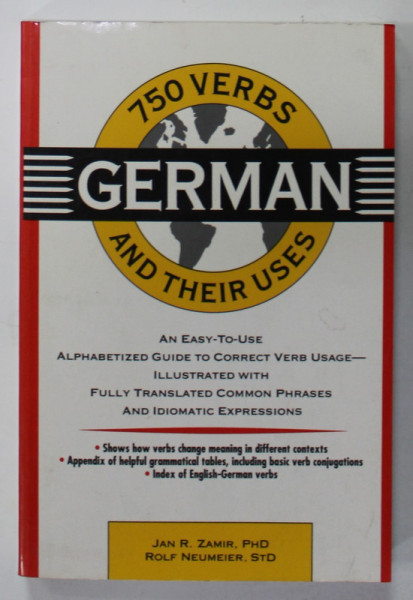 750 VERBS
GERMAN
AND THEIR USES
AN EASY-TO-USE
ALPHABETIZED GUIDE TO CORRECT VERB USAGE—
ILLUSTRATED WITH
FULLY TRANSLATED COMMON PHRASES
AND IDIOMATIC EXPRESSIONS
• Shows how verbs change meaning in different contexts
• Appendix of helpful grammatical tables, including basic verb conjugations
• Index of English-German verbs
JAN R. ZAMIR, PHD
ROLF NEUMEIER, STD